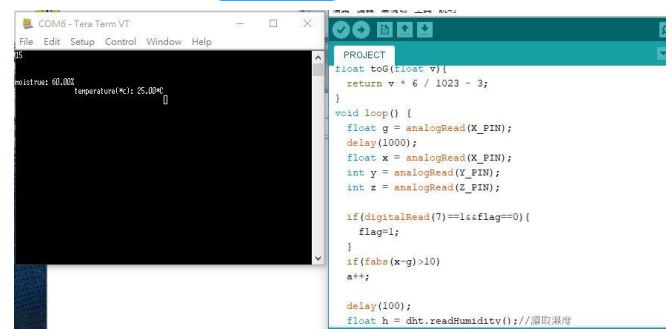 COM6 - Tera Term VT
File Edit Setup Control Window Help
15
moistrue: 60.00%
temperature(*c): 25.00*C
PROJECT
float toG(float v){
return v * 6 / 1023 - 3;
}
void loop() {
float g = analogRead(X_PIN);
delay(1000);
float x = analogRead(X_PIN);
int y = analogRead(Y_PIN);
int z = analogRead(Z_PIN);
if(digitalRead(7)==1&&flag==0){
flag=1;
}
if(fabs(x-g)>10)
a++;
delay(100);
float h = dht.readHumidity();//讀取濕度